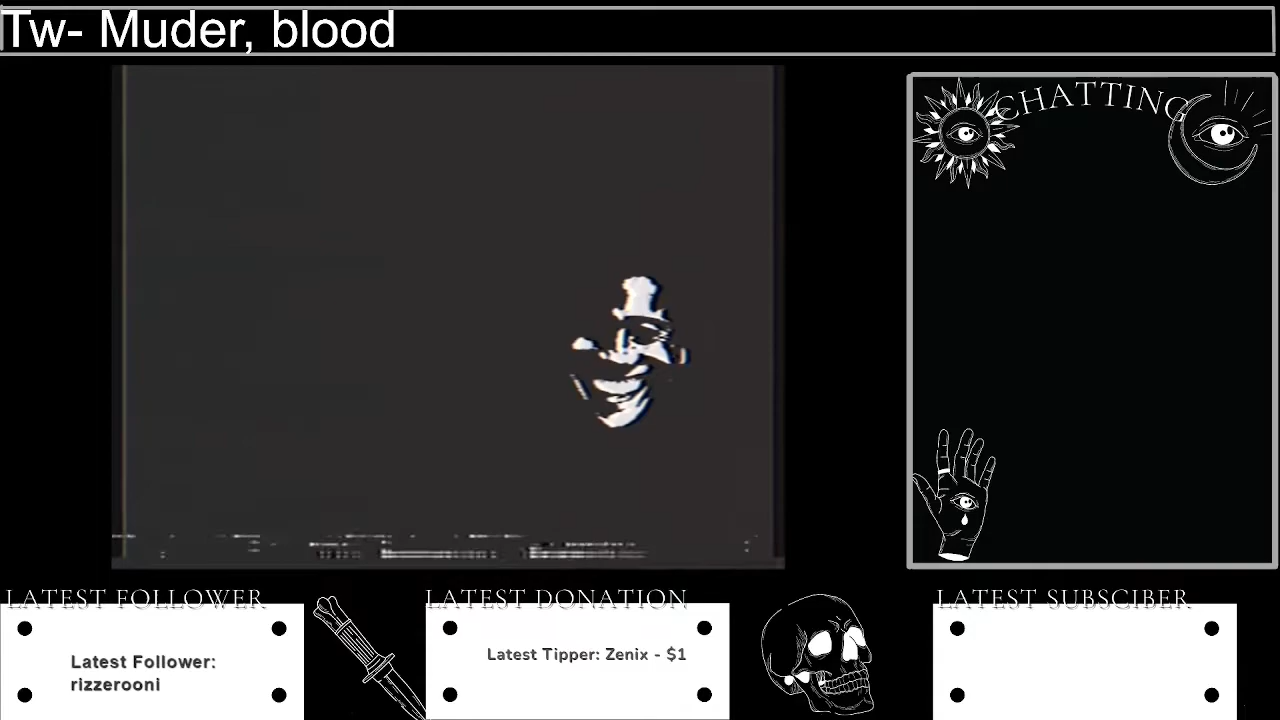 Tw- Muder, blood
CHATTING
LATEST FOLLOWER
LATEST DONATION
LATEST SUBSCIBER
Latest Follower:
rizzerooni
Latest Tipper: Zenix - $1